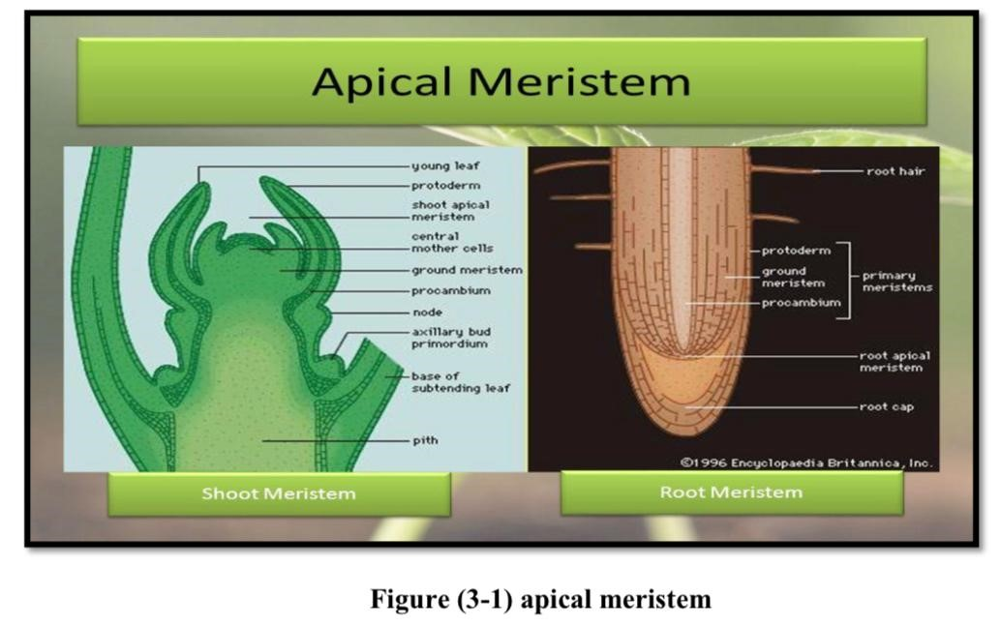 Apical Meristem
young leaf
protoderm
shoot apical
meristem
central
mother cells
ground meristem
procambium
node
axillary bud
primordium
base of
subtending leaf
pith
root hair
protoderm
ground
meristem
procambium
primary
meristems
root apical
meristem
root cap
©1996 Encyclopaedia Britannica, Inc.
Shoot Meristem
Root Meristem
Figure (3-1) apical meristem